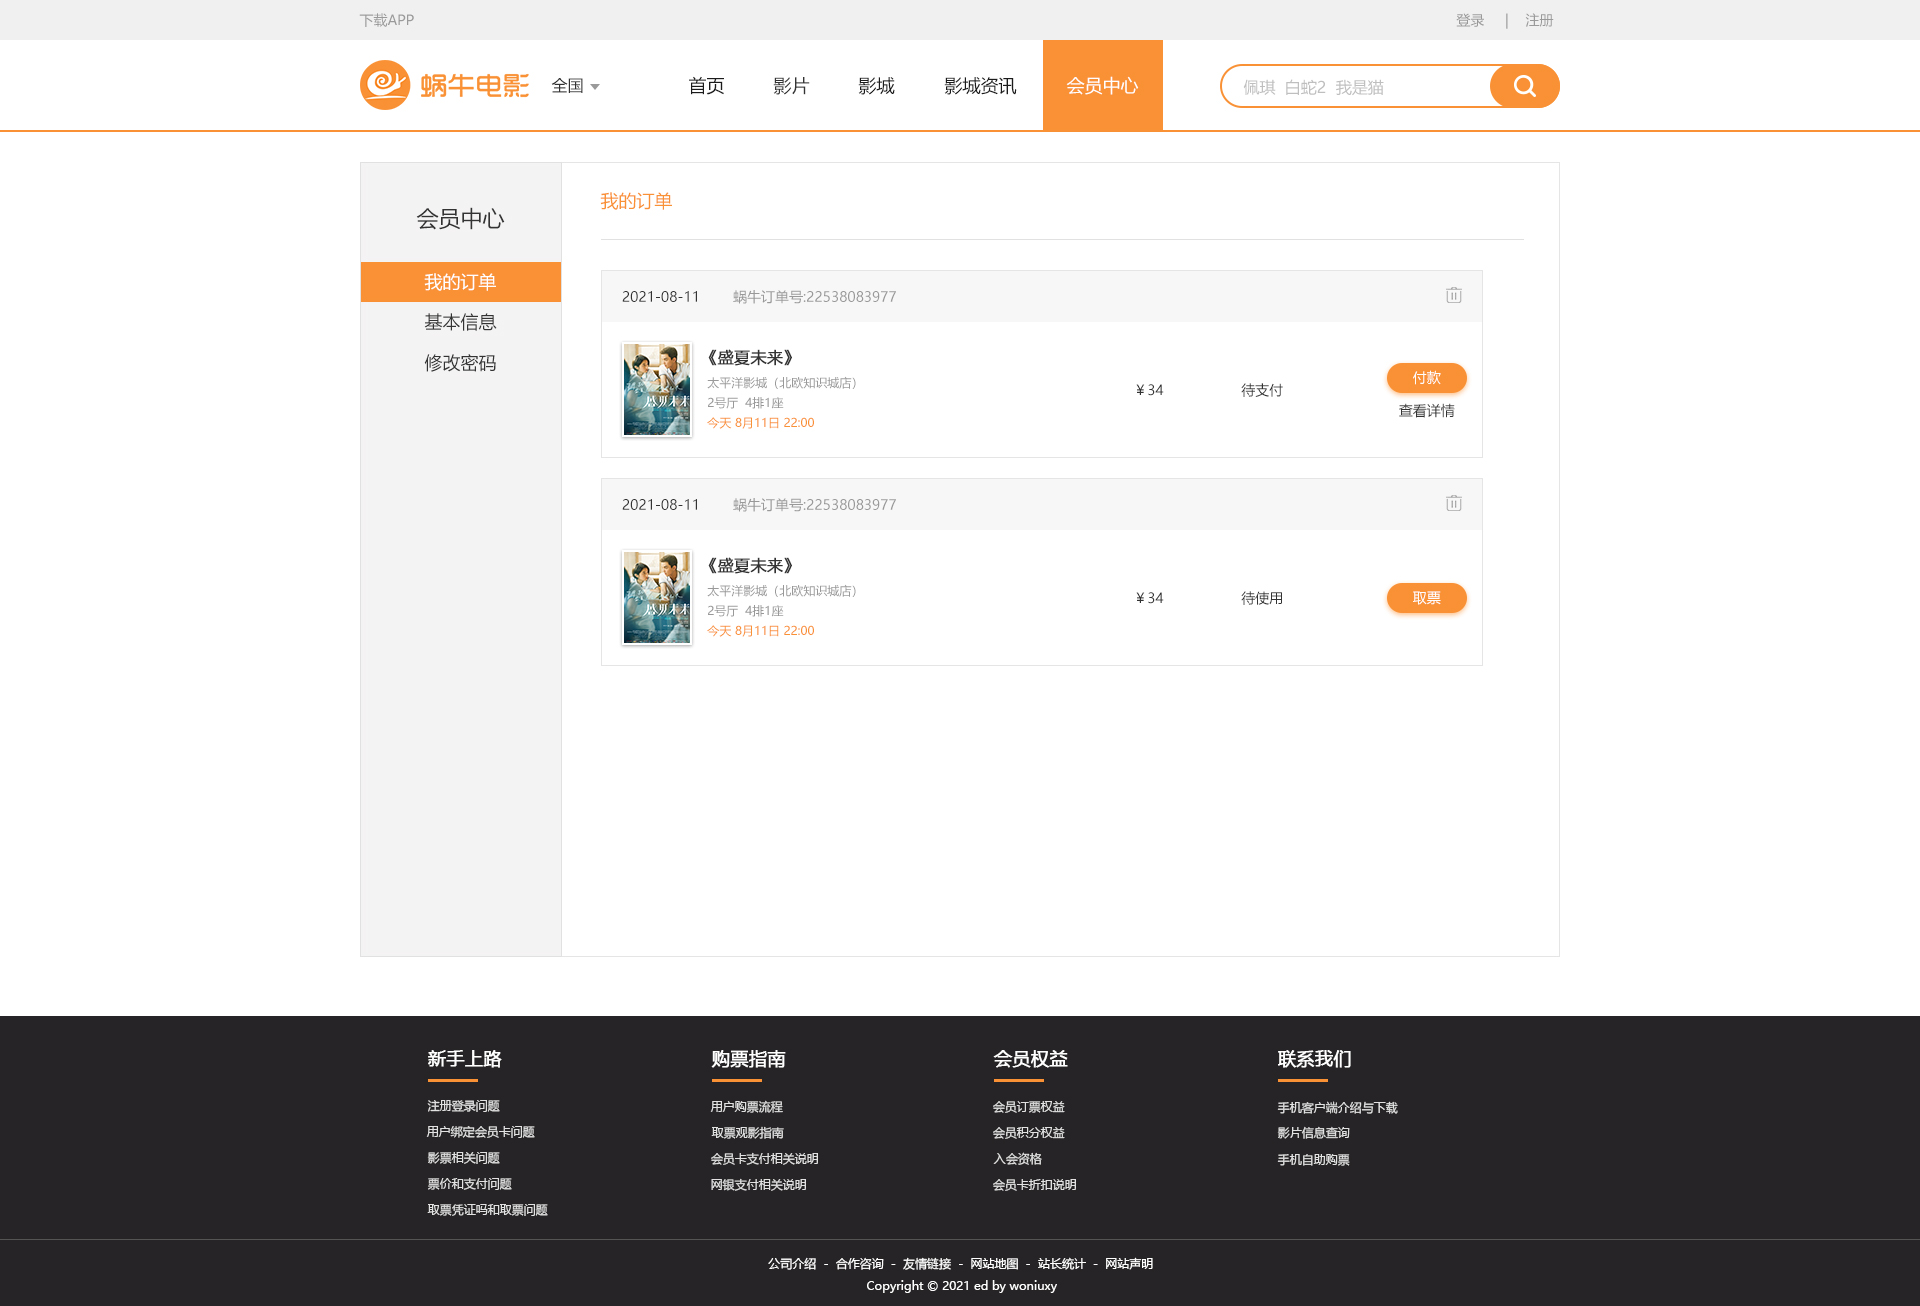 下载APP
登录 | 注册
蜗牛电影 全国 首页 影片 影城 影城资讯 会员中心 佩琪 白蛇2 我是猫
会员中心
我的订单
基本信息
修改密码
我的订单
2021-08-11 蜗牛订单号:22538083977
《盛夏未来》
太平洋影城（北欧知识城店）
2号厅 4排1座
今天 8月11日 22:00
¥ 34 待支付 付款
查看详情
2021-08-11 蜗牛订单号:22538083977
《盛夏未来》
太平洋影城（北欧知识城店）
2号厅 4排1座
今天 8月11日 22:00
¥ 34 待使用 取票
盛夏未来
盛夏未来
新手上路
注册登录问题
用户绑定会员卡问题
影票相关问题
票价和支付问题
取票凭证吗和取票问题
购票指南
用户购票流程
取票观影指南
会员卡支付相关说明
网银支付相关说明
会员权益
会员订票权益
会员积分权益
入会资格
会员卡折扣说明
联系我们
手机客户端介绍与下载
影片信息查询
手机自助购票
公司介绍 - 合作咨询 - 友情链接 - 网站地图 - 站长统计 - 网站声明
Copyright © 2021 ed by woniuxy